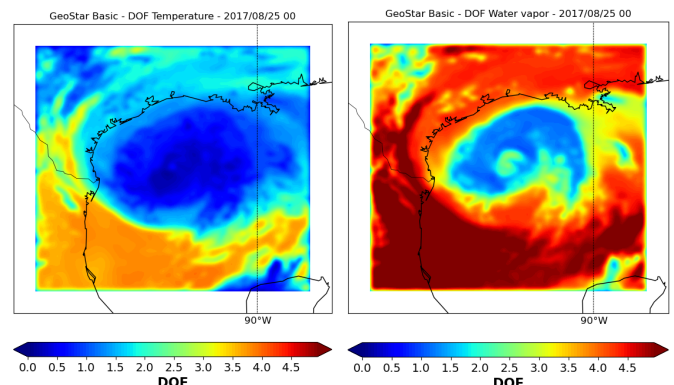 GeoStar Basic - DOF Temperature - 2017/08/25 00
GeoStar Basic - DOF Water vapor - 2017/08/25 00
90°W
90°W
0.0 0.5 1.0 1.5 2.0 2.5 3.0 3.5 4.0 4.5
0.0 0.5 1.0 1.5 2.0 2.5 3.0 3.5 4.0 4.5
DOF
DOF